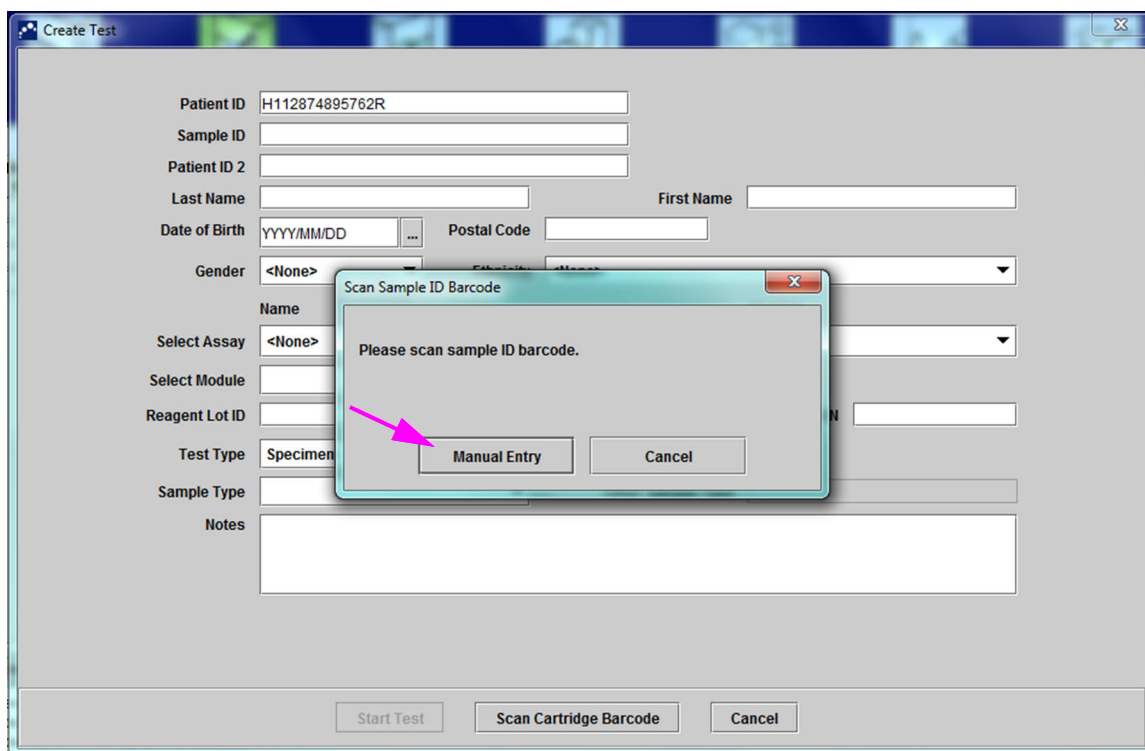 Create Test
Patient ID H112874895762R
Sample ID
Patient ID 2
Last Name First Name
Date of Birth YYYY/MM/DD ... Postal Code
Gender <None> Ethnicity <None>
Scan Sample ID Barcode
Name
Select Assay <None>
Please scan sample ID barcode.
Select Module
Reagent Lot ID
Test Type Specimen
Manual Entry Cancel
Sample Type
Notes
Start Test Scan Cartridge Barcode Cancel